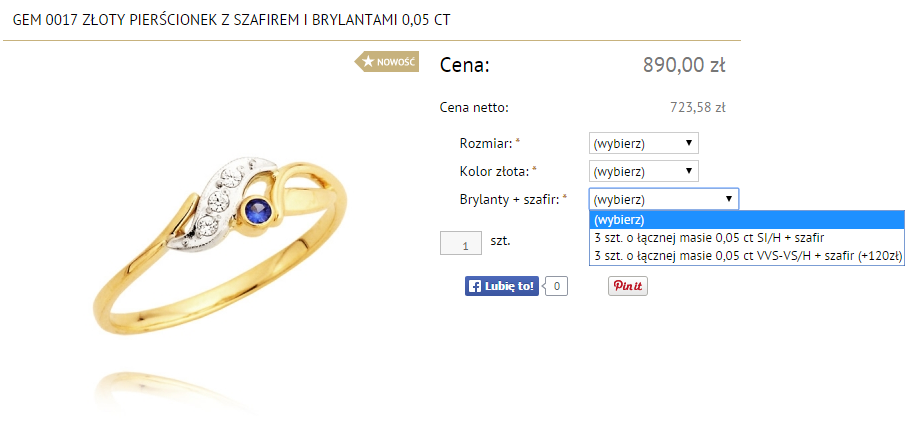 GEM 0017 ZŁOTY PIERŚCIONEK Z SZAFIREM I BRYLANTAMI 0,05 CT
NOWOŚĆ
Cena: 890,00 zł
Cena netto: 723,58 zł
Rozmiar: * (wybierz)
Kolor złota: * (wybierz)
Brylanty + szafir: * (wybierz)
(wybierz)
3 szt. o łącznej masie 0,05 ct SI/H + szafir
3 szt. o łącznej masie 0,05 ct VVS-VS/H + szafir (+120zł)
1 szt.
Lubię to! 0
Pinit